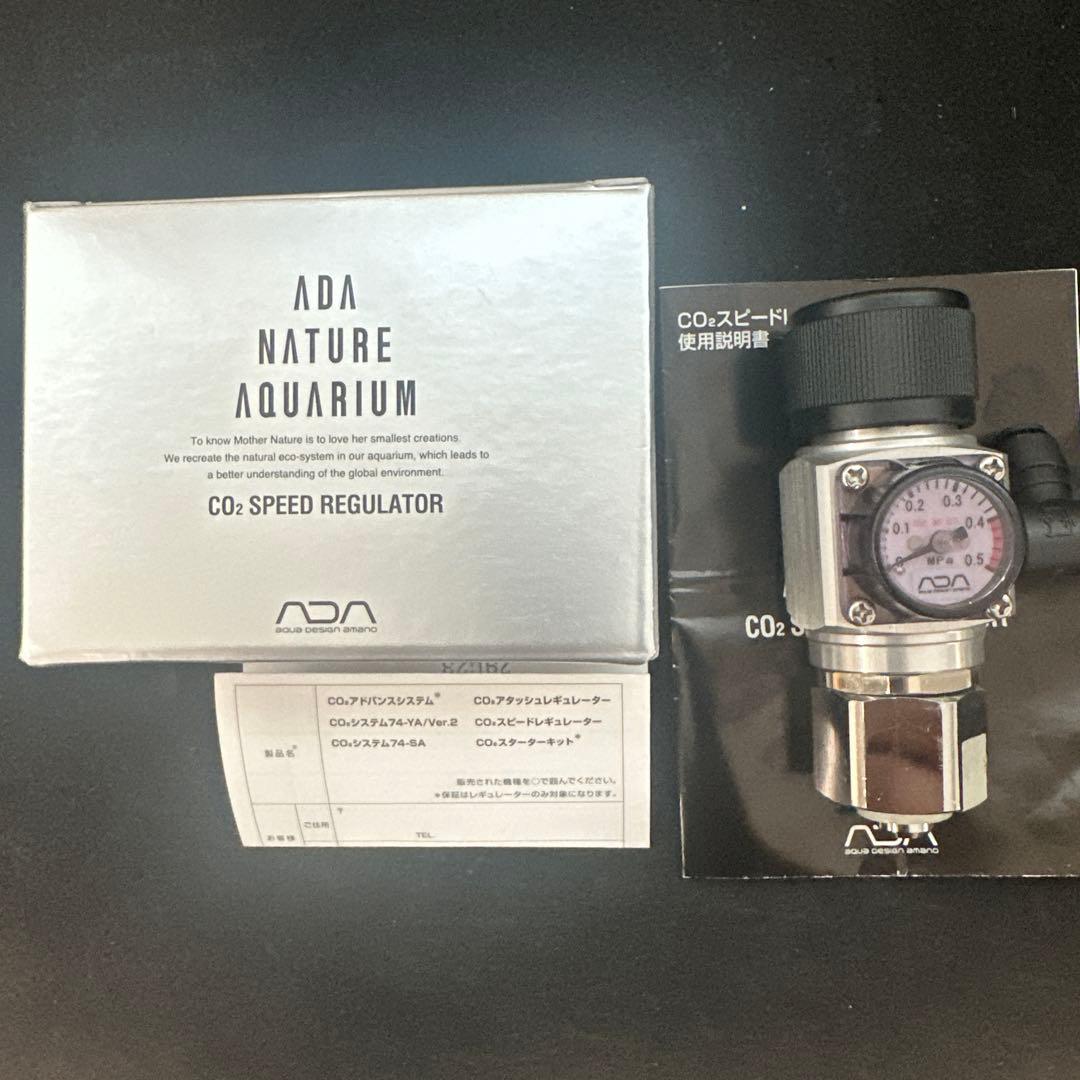 ADA
NATURE
AQUARIUM
To know Mother Nature is to love her smallest creations.
We recreate the natural eco-system in our aquarium, which leads to
a better understanding of the global environment.
CO₂ SPEED REGULATOR
ADA
aqua design amano
CO₂アドバンスシステム* CO₂アタッシュレギュレーター
CO₂システム74-YA/Ver.2 CO₂スピードレギュレーター
製品名*
CO₂システム74-SA CO₂スターターキット*
販売された機種を○で囲んでください。
*保証はレギュレーターのみ対象になります。
〒
ご住所
TEL.
お客様
CO₂スピード
使用説明書
0 0.1 0.2 0.3 0.4 0.5
MPa
ADA
aqua design amano
CO₂
ADA
aqua design amano